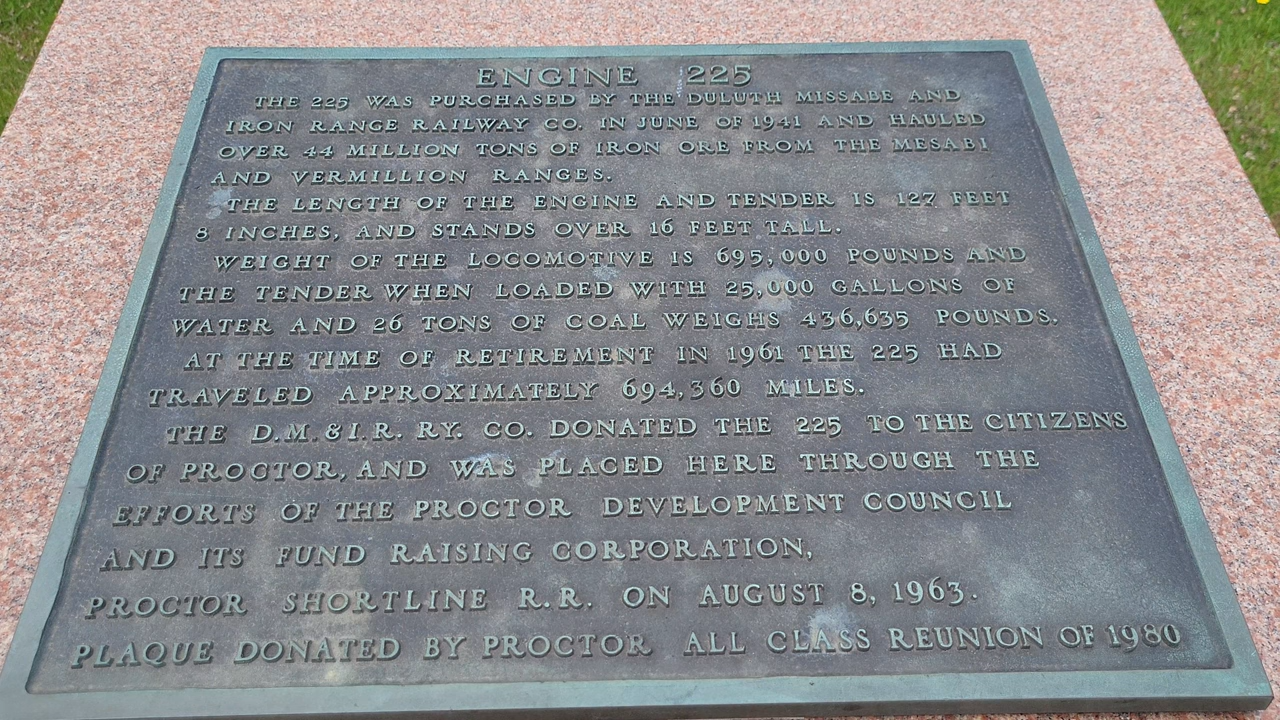 ENGINE 225
THE 225 WAS PURCHASED BY THE DULUTH MISSABE AND
IRON RANGE RAILWAY CO. IN JUNE OF 1941 AND HAULED
OVER 44 MILLION TONS OF IRON ORE FROM THE MESABI
AND VERMILLION RANGES.
THE LENGTH OF THE ENGINE AND TENDER IS 127 FEET
8 INCHES, AND STANDS OVER 16 FEET TALL.
WEIGHT OF THE LOCOMOTIVE IS 695,000 POUNDS AND
THE TENDER WHEN LOADED WITH 25,000 GALLONS OF
WATER AND 26 TONS OF COAL WEIGHS 436,635 POUNDS.
AT THE TIME OF RETIREMENT IN 1961 THE 225 HAD
TRAVELED APPROXIMATELY 694,360 MILES.
THE D.M.&I.R. RY. CO. DONATED THE 225 TO THE CITIZENS
OF PROCTOR, AND WAS PLACED HERE THROUGH THE
EFFORTS OF THE PROCTOR DEVELOPMENT COUNCIL
AND ITS FUND RAISING CORPORATION,
PROCTOR SHORTLINE R.R. ON AUGUST 8, 1963.
PLAQUE DONATED BY PROCTOR ALL CLASS REUNION OF 1980